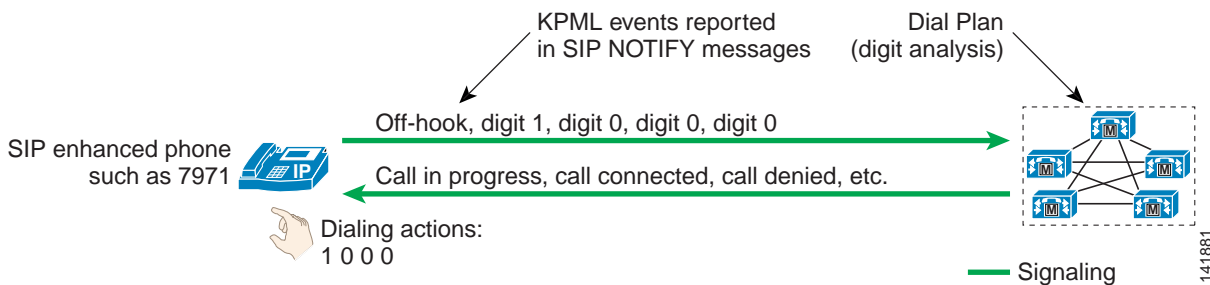 KPML events reported
in SIP NOTIFY messages
Dial Plan
(digit analysis)
Off-hook, digit 1, digit 0, digit 0, digit 0
SIP enhanced phone
such as 7971
IP
Call in progress, call connected, call denied, etc.
Dialing actions:
1 0 0 0
M
M
M
M
M
Signaling
141881